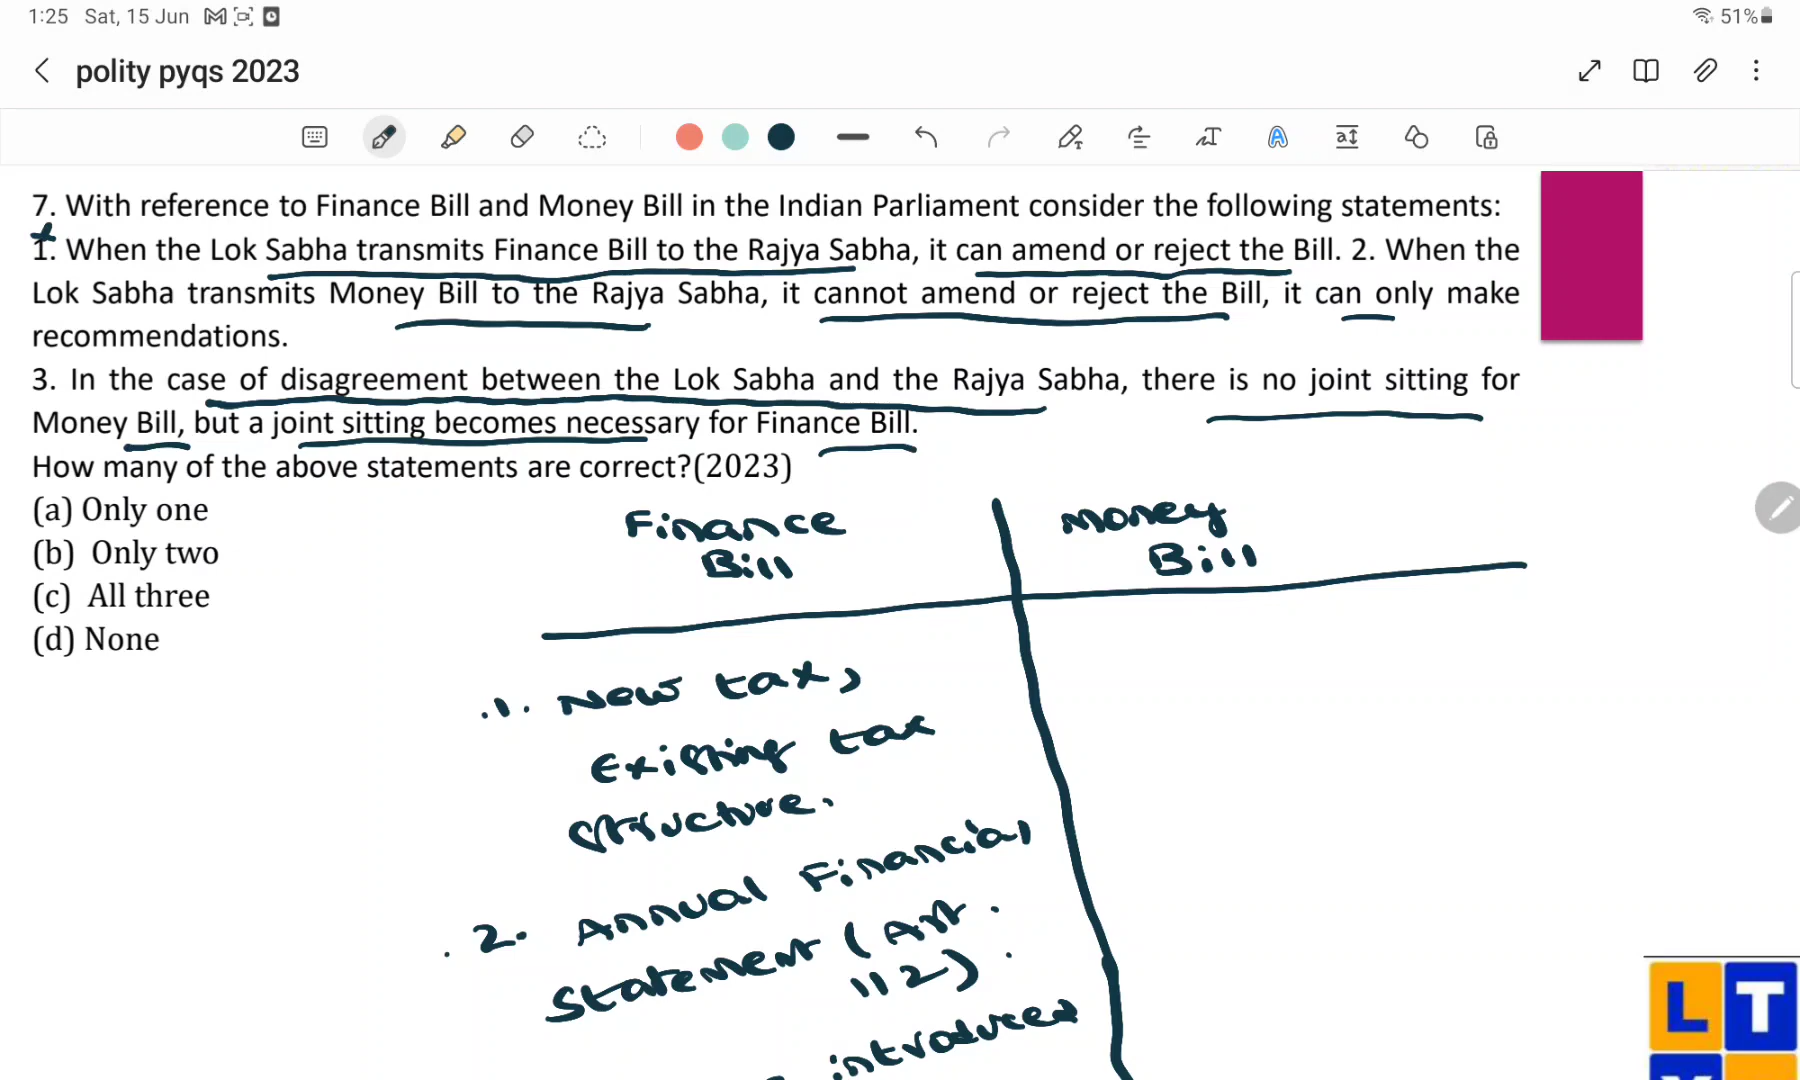 1:25 Sat, 15 Jun
51%
polity pyqs 2023
7. With reference to Finance Bill and Money Bill in the Indian Parliament consider the following statements:
1. When the Lok Sabha transmits Finance Bill to the Rajya Sabha, it can amend or reject the Bill. 2. When the
Lok Sabha transmits Money Bill to the Rajya Sabha, it cannot amend or reject the Bill, it can only make
recommendations.
3. In the case of disagreement between the Lok Sabha and the Rajya Sabha, there is no joint sitting for
Money Bill, but a joint sitting becomes necessary for Finance Bill.
How many of the above statements are correct?(2023)
(a) Only one
(b) Only two
(c) All three
(d) None
Finance
Bill
Money
Bill
1. New tax,
Existing tax
structure.
2. Annual Financial
Statement (Art.
112)
introduced
L T